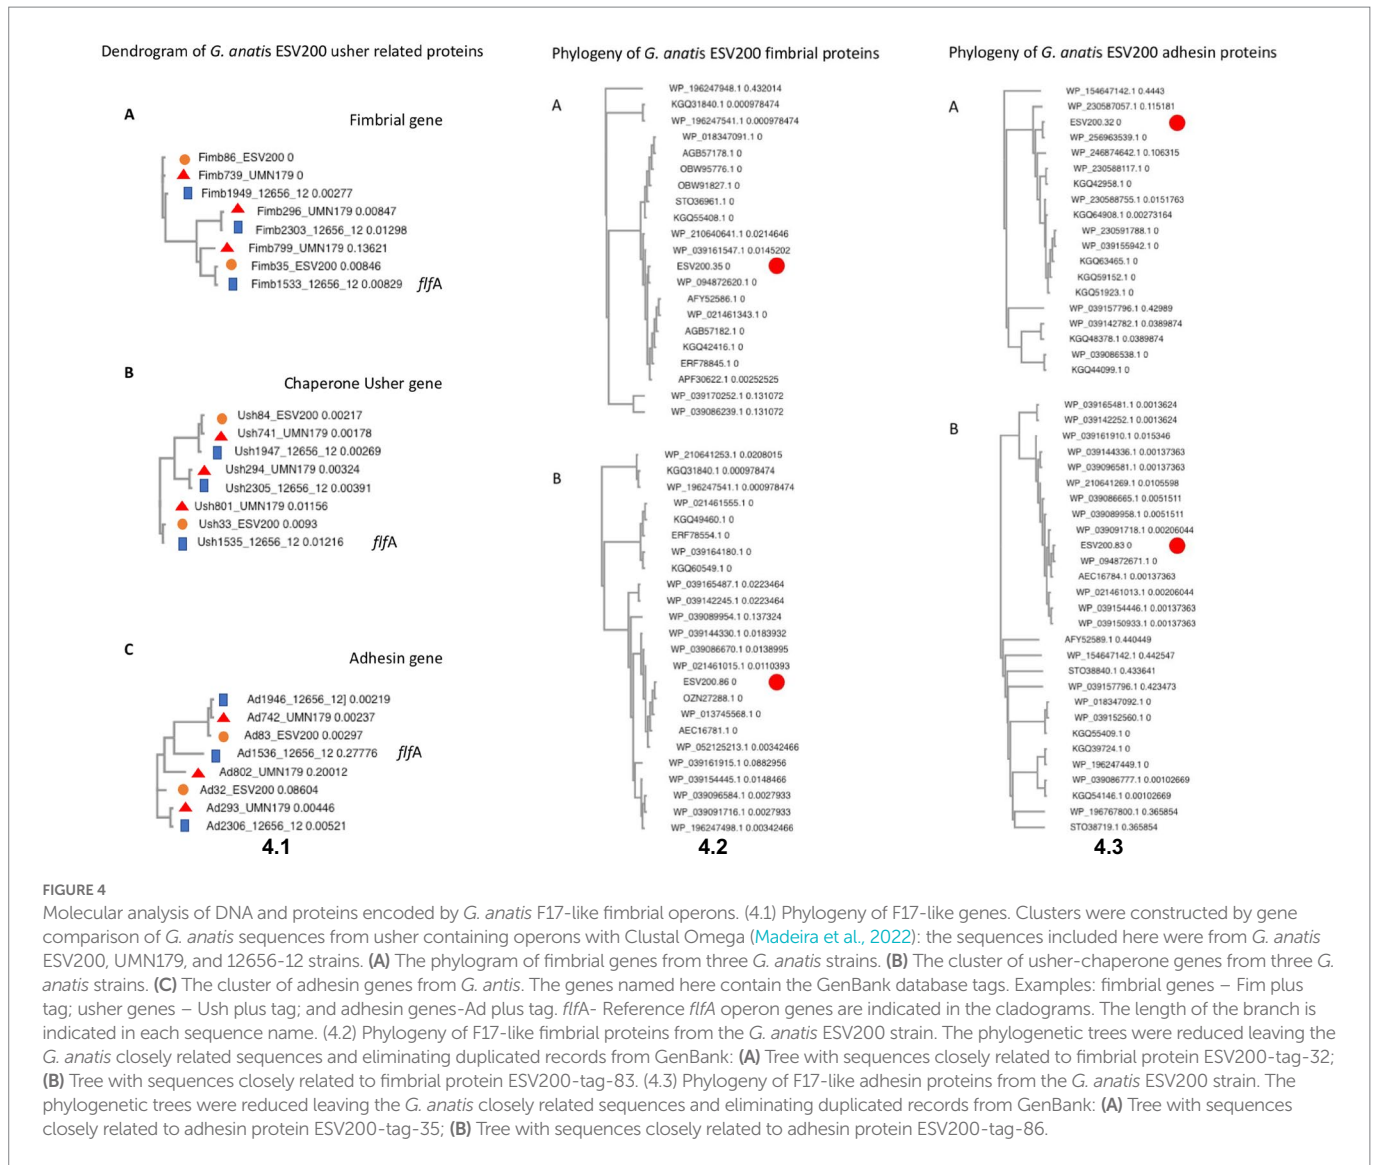 Dendrogram of G. anatis ESV200 usher related proteins
A
Fimbrial gene
Fimb86_ESV200 0
Fimb739_UMN179 0
Fimb1949_12656_12 0.00277
Fimb296_UMN179 0.00847
Fimb2303_12656_12 0.01298
Fimb799_UMN179 0.13621
Fimb35_ESV200 0.00846
Fimb1533_12656_12 0.00829 flfA
B
Chaperone Usher gene
Ush84_ESV200 0.00217
Ush741_UMN179 0.00178
Ush1947_12656_12 0.00269
Ush294_UMN179 0.00324
Ush2305_12656_12 0.00391
Ush801_UMN179 0.01156
Ush33_ESV200 0.0093
Ush1535_12656_12 0.01216 flfA
C
Adhesin gene
Ad1946_12656_12] 0.00219
Ad742_UMN179 0.00237
Ad83_ESV200 0.00297
Ad1536_12656_12 0.27776 flfA
Ad802_UMN179 0.20012
Ad32_ESV200 0.08604
Ad293_UMN179 0.00446
Ad2306_12656_12 0.00521
4.1
Phylogeny of G. anatis ESV200 fimbrial proteins
A
WP_196247948.1 0.432014
KGQ31840.1 0.000978474
WP_196247541.1 0.000978474
WP_018347091.1 0
AGB57178.1 0
OBW95776.1 0
OBW91827.1 0
STO36961.1 0
KGQ55408.1 0
WP_210640641.1 0.0214646
WP_039161547.1 0.0145202
ESV200.35 0
WP_094872620.1 0
AFY52586.1 0
WP_021461343.1 0
AGB57182.1 0
KGQ42416.1 0
ERF78845.1 0
APF30622.1 0.00252525
WP_039170252.1 0.131072
WP_039086239.1 0.131072
B
WP_210641253.1 0.0208015
KGQ31840.1 0.000978474
WP_196247541.1 0.000978474
WP_021461555.1 0
KGQ49460.1 0
ERF78554.1 0
WP_039164180.1 0
KGQ60549.1 0
WP_039165487.1 0.0223464
WP_039142245.1 0.0223464
WP_039089954.1 0.137324
WP_039144330.1 0.0183932
WP_039086670.1 0.0138995
WP_021461015.1 0.0110393
ESV200.86 0
OZN27288.1 0
WP_013745568.1 0
AEC16781.1 0
WP_052125213.1 0.00342466
WP_039161915.1 0.0882956
WP_039154445.1 0.0148466
WP_039096584.1 0.0027933
WP_039091716.1 0.0027933
WP_196247498.1 0.00342466
4.2
Phylogeny of G. anatis ESV200 adhesin proteins
A
WP_154647142.1 0.4443
WP_230587057.1 0.115181
ESV200.32 0
WP_256963539.1 0
WP_246874642.1 0.106315
WP_230588117.1 0
KGQ42958.1 0
WP_230588755.1 0.0151763
KGQ64908.1 0.00273164
WP_230591788.1 0
WP_039155942.1 0
KGQ63465.1 0
KGQ59152.1 0
KGQ51923.1 0
WP_039157796.1 0.42989
WP_039142782.1 0.0389874
KGQ48378.1 0.0389874
WP_039086538.1 0
KGQ44099.1 0
B
WP_039165481.1 0.0013624
WP_039142252.1 0.0013624
WP_039161910.1 0.015346
WP_039144336.1 0.00137363
WP_039096581.1 0.00137363
WP_210641269.1 0.0105598
WP_039086665.1 0.0051511
WP_039089958.1 0.0051511
WP_039091718.1 0.00206044
ESV200.83 0
WP_094872671.1 0
AEC16784.1 0.00137363
WP_021461013.1 0.00206044
WP_039154446.1 0.00137363
WP_039150933.1 0.00137363
AFY52589.1 0.440449
WP_154647142.1 0.442547
STO38840.1 0.433641
WP_039157796.1 0.423473
WP_018347092.1 0
WP_039152560.1 0
KGQ55409.1 0
KGQ39724.1 0
WP_196247449.1 0
WP_039086777.1 0.00102669
KGQ54146.1 0.00102669
WP_196767800.1 0.365854
STO38719.1 0.365854
4.3
FIGURE 4
Molecular analysis of DNA and proteins encoded by G. anatis F17-like fimbrial operons. (4.1) Phylogeny of F17-like genes. Clusters were constructed by gene
comparison of G. anatis sequences from usher containing operons with Clustal Omega (Madeira et al., 2022): the sequences included here were from G. anatis
ESV200, UMN179, and 12656-12 strains. (A) The phylogram of fimbrial genes from three G. anatis strains. (B) The cluster of usher-chaperone genes from three G.
anatis strains. (C) The cluster of adhesin genes from G. antis. The genes named here contain the GenBank database tags. Examples: fimbrial genes – Fim plus
tag; usher genes – Ush plus tag; and adhesin genes-Ad plus tag. flfA- Reference flfA operon genes are indicated in the cladograms. The length of the branch is
indicated in each sequence name. (4.2) Phylogeny of F17-like fimbrial proteins from the G. anatis ESV200 strain. The phylogenetic trees were reduced leaving the
G. anatis closely related sequences and eliminating duplicated records from GenBank: (A) Tree with sequences closely related to fimbrial protein ESV200-tag-32;
(B) Tree with sequences closely related to fimbrial protein ESV200-tag-83. (4.3) Phylogeny of F17-like adhesin proteins from the G. anatis ESV200 strain. The
phylogenetic trees were reduced leaving the G. anatis closely related sequences and eliminating duplicated records from GenBank: (A) Tree with sequences
closely related to adhesin protein ESV200-tag-35; (B) Tree with sequences closely related to adhesin protein ESV200-tag-86.